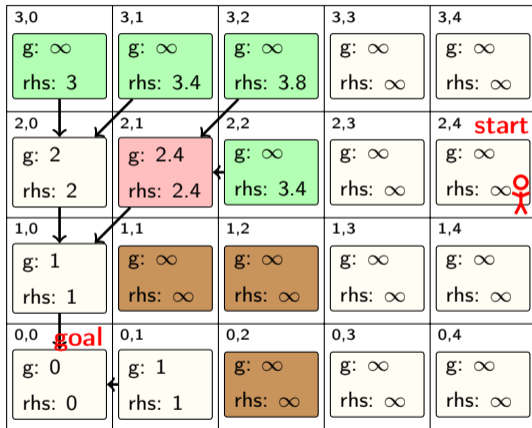 3,0 3,1 3,2 3,3 3,4
g: ∞ g: ∞ g: ∞ g: ∞ g: ∞
rhs: 3 rhs: 3.4 rhs: 3.8 rhs: ∞ rhs: ∞
2,0 2,1 2,2 2,3 2,4 start
g: 2 g: 2.4 g: ∞ g: ∞ g: ∞
rhs: 2 rhs: 2.4 rhs: 3.4 rhs: ∞ rhs: ∞
1,0 1,1 1,2 1,3 1,4
g: 1 g: ∞ g: ∞ g: ∞ g: ∞
rhs: 1 rhs: ∞ rhs: ∞ rhs: ∞ rhs: ∞
0,0 goal 0,1 0,2 0,3 0,4
g: 0 g: 1 g: ∞ g: ∞ g: ∞
rhs: 0 rhs: 1 rhs: ∞ rhs: ∞ rhs: ∞